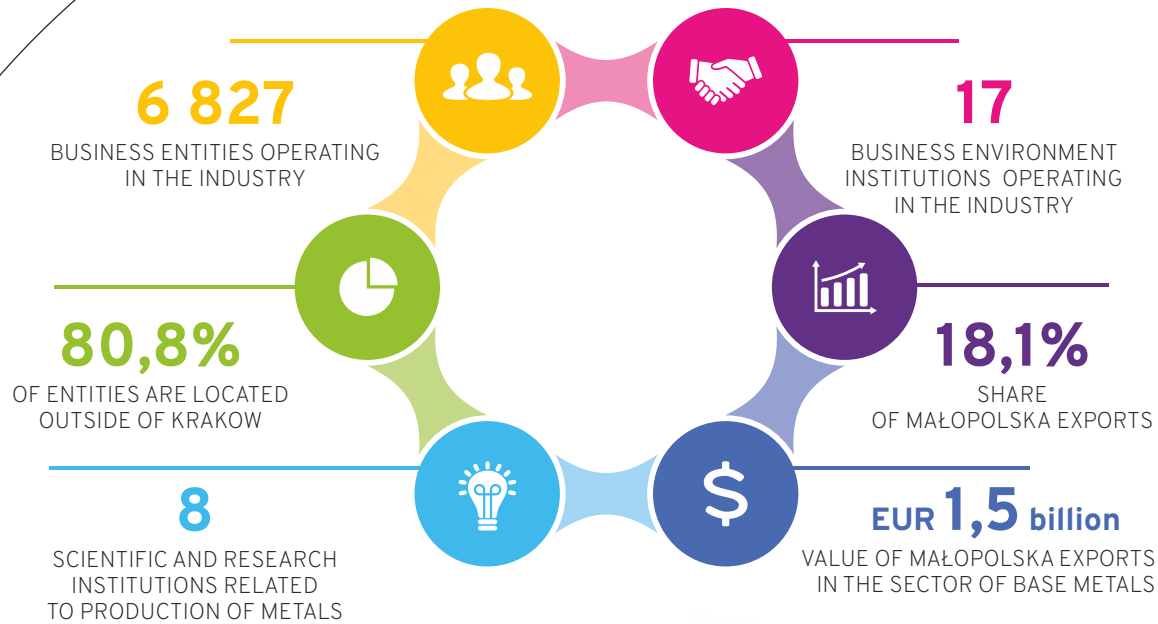 6 827
BUSINESS ENTITIES OPERATING
IN THE INDUSTRY
17
BUSINESS ENVIRONMENT
INSTITUTIONS OPERATING
IN THE INDUSTRY
80,8%
OF ENTITIES ARE LOCATED
OUTSIDE OF KRAKOW
18,1%
SHARE
OF MAŁOPOLSKA EXPORTS
8
SCIENTIFIC AND RESEARCH
INSTITUTIONS RELATED
TO PRODUCTION OF METALS
$
EUR 1,5 billion
VALUE OF MAŁOPOLSKA EXPORTS
IN THE SECTOR OF BASE METALS